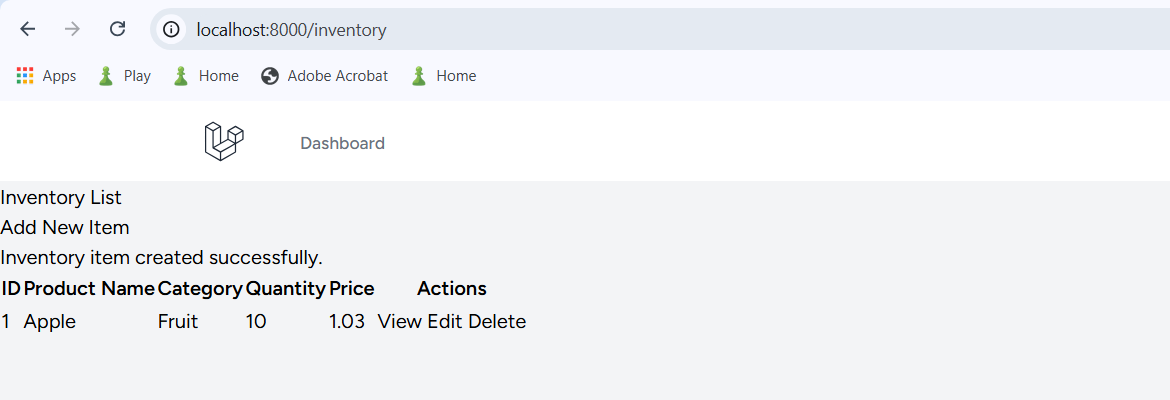 localhost:8000/inventory
Apps Play Home Adobe Acrobat Home
Dashboard
Inventory List
Add New Item
Inventory item created successfully.
ID Product Name Category Quantity Price Actions
1 Apple Fruit 10 1.03 View Edit Delete